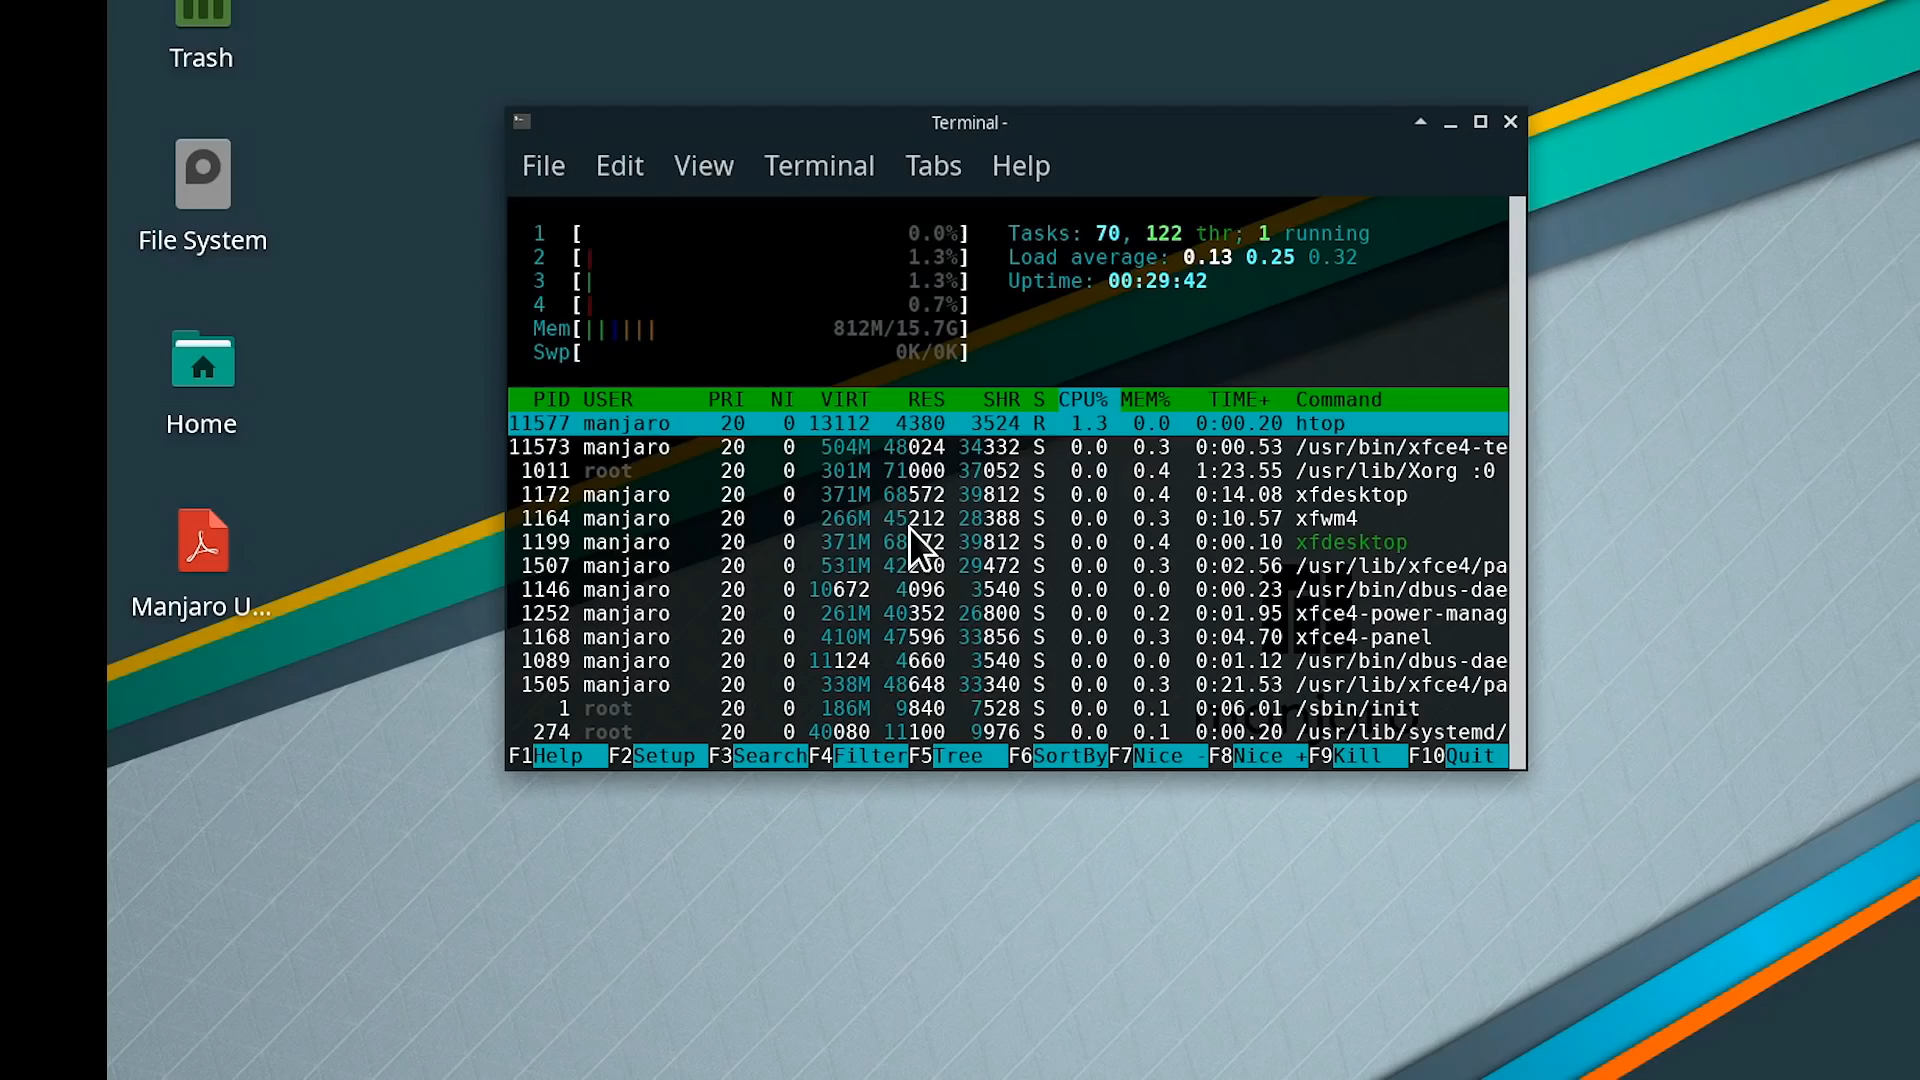 Trash
File System
Home
Manjaro U...
Terminal -
File Edit View Terminal Tabs Help
1 [ 0.0%] Tasks: 70, 122 thr; 1 running
2 [| 1.3%] Load average: 0.13 0.25 0.32
3 [| 1.3%] Uptime: 00:29:42
4 [| 0.7%]
Mem[|||||| 812M/15.7G]
Swp[ 0K/0K]
PID USER PRI NI VIRT RES SHR S CPU% MEM% TIME+ Command
11577 manjaro 20 0 13112 4380 3524 R 1.3 0.0 0:00.20 htop
11573 manjaro 20 0 504M 48024 34332 S 0.0 0.3 0:00.53 /usr/bin/xfce4-te
1011 root 20 0 301M 71000 37052 S 0.0 0.4 1:23.55 /usr/lib/Xorg :0
1172 manjaro 20 0 371M 68572 39812 S 0.0 0.4 0:14.08 xfdesktop
1164 manjaro 20 0 266M 45212 28388 S 0.0 0.3 0:10.57 xfwm4
1199 manjaro 20 0 371M 39812 S 0.0 0.4 0:00.10 xfdesktop
1507 manjaro 20 0 531M 29472 S 0.0 0.3 0:02.56 /usr/lib/xfce4/pa
1146 manjaro 20 0 10672 4096 3540 S 0.0 0.0 0:00.23 /usr/bin/dbus-dae
1252 manjaro 20 0 261M 40352 26800 S 0.0 0.2 0:01.95 xfce4-power-manag
1168 manjaro 20 0 410M 47596 33856 S 0.0 0.3 0:04.70 xfce4-panel
1089 manjaro 20 0 11124 4660 3540 S 0.0 0.0 0:01.12 /usr/bin/dbus-dae
1505 manjaro 20 0 338M 48648 33340 S 0.0 0.3 0:21.53 /usr/lib/xfce4/pa
1 root 20 0 186M 9840 7528 S 0.0 0.1 0:06.01 /sbin/init
274 root 20 0 40080 11100 9976 S 0.0 0.1 0:00.20 /usr/lib/systemd/
F1Help F2Setup F3SearchF4FilterF5Tree F6SortByF7Nice -F8Nice +F9Kill F10Quit